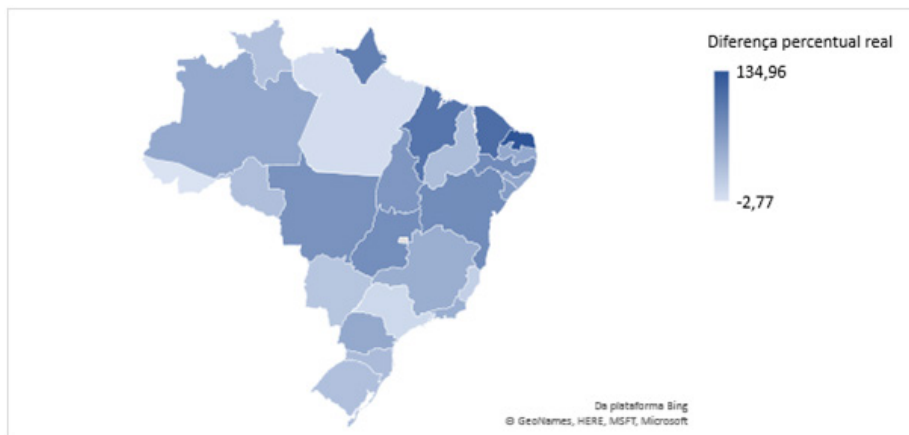 Diferença percentual real
134,96
-2,77
Da plataforma Bing
© GeoNames, HERE, MSFT, Microsoft